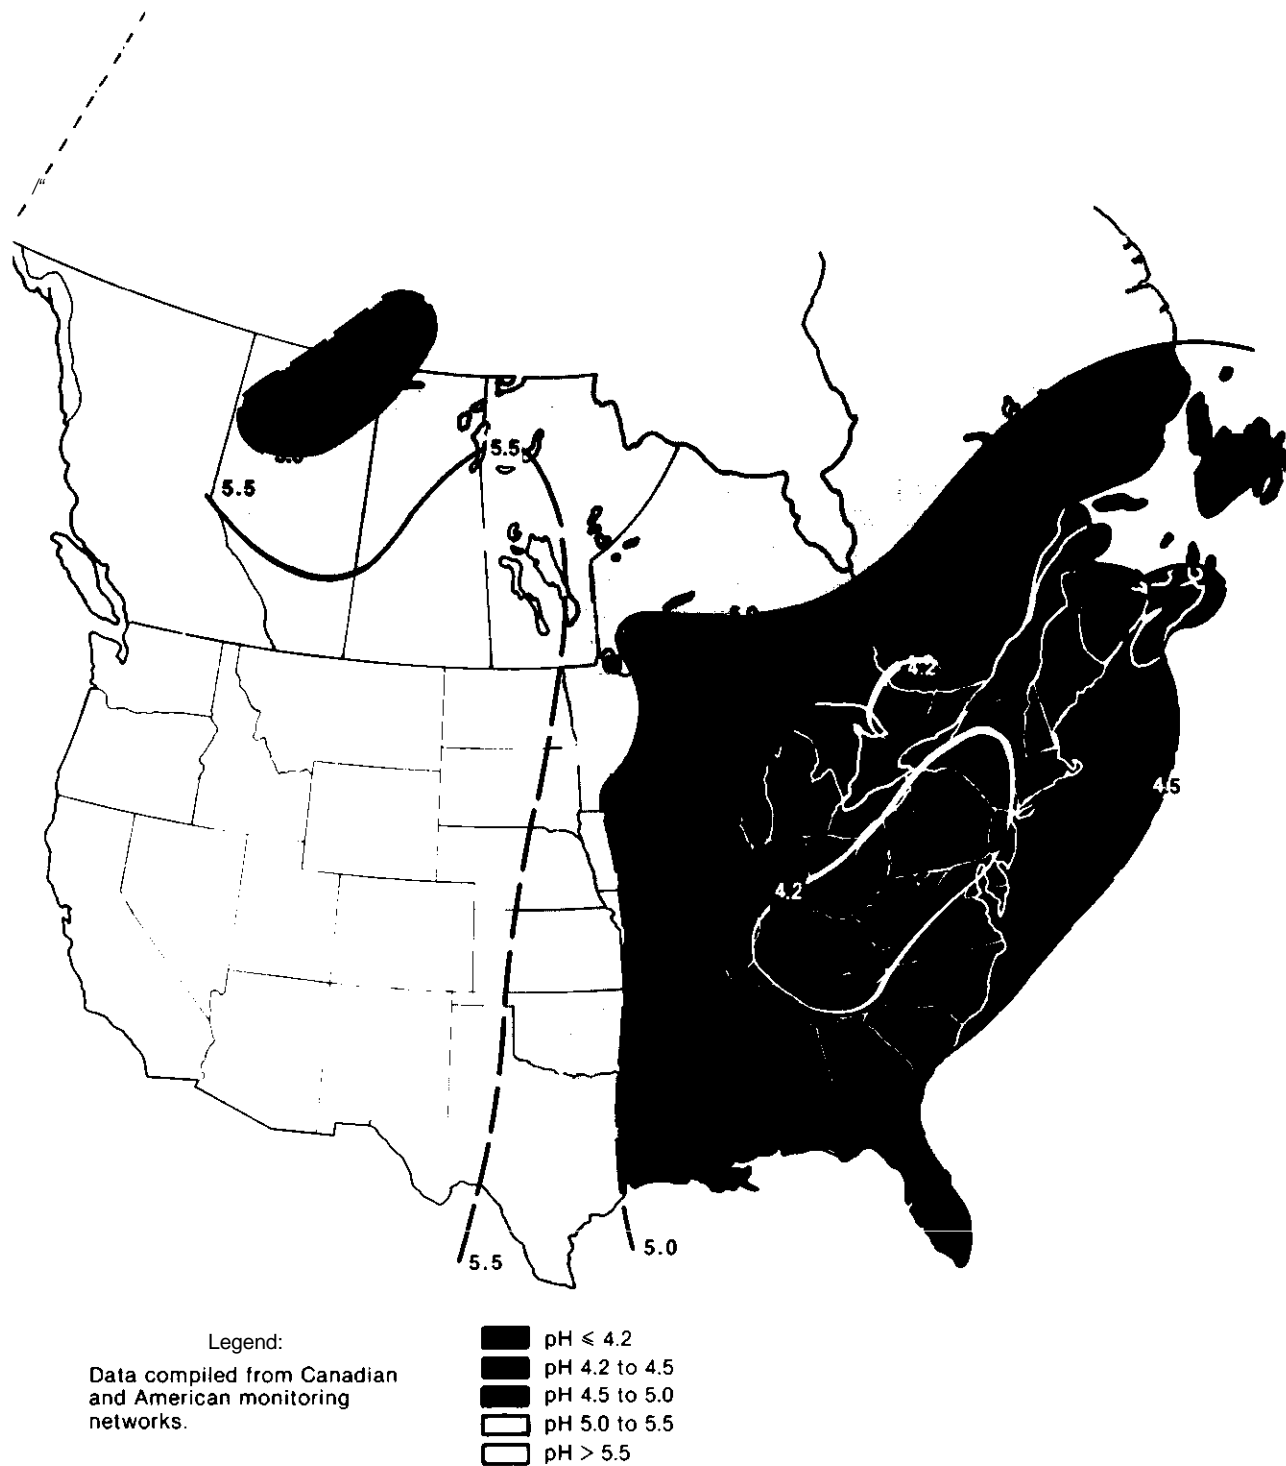 5.5
5.5
4.2
4.5
4.2
5.5
5.0
Legend:
Data compiled from Canadian
and American monitoring
networks.
pH ⩽ 4.2
pH 4.2 to 4.5
pH 4.5 to 5.0
pH 5.0 to 5.5
pH > 5.5